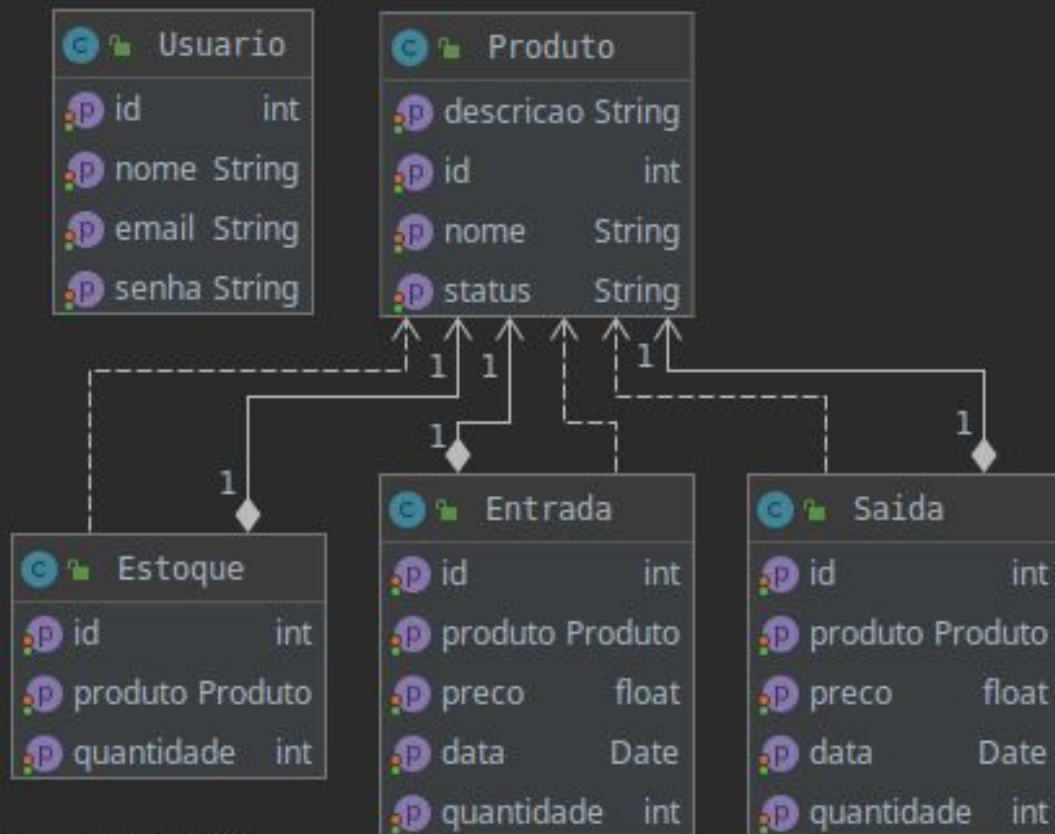 Usuario
id int
nome String
email String
senha String
Produto
descricao String
id int
nome String
status String
1
1
1
1
1
1
Estoque
id int
produto Produto
quantidade int
Entrada
id int
produto Produto
preco float
data Date
quantidade int
Saida
id int
produto Produto
preco float
data Date
quantidade int